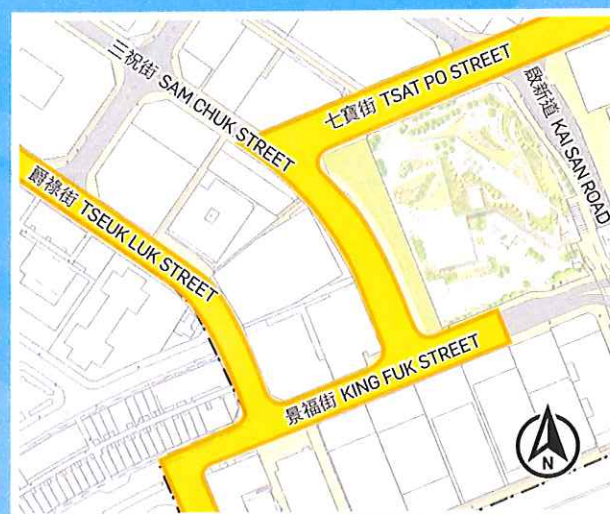 三祝街 SAM CHUK STREET
七寶街 TSAT PO STREET
啟新道 KAI SAN ROAD
爵祿街 TSEUK LUK STREET
景福街 KING FUK STREET
N